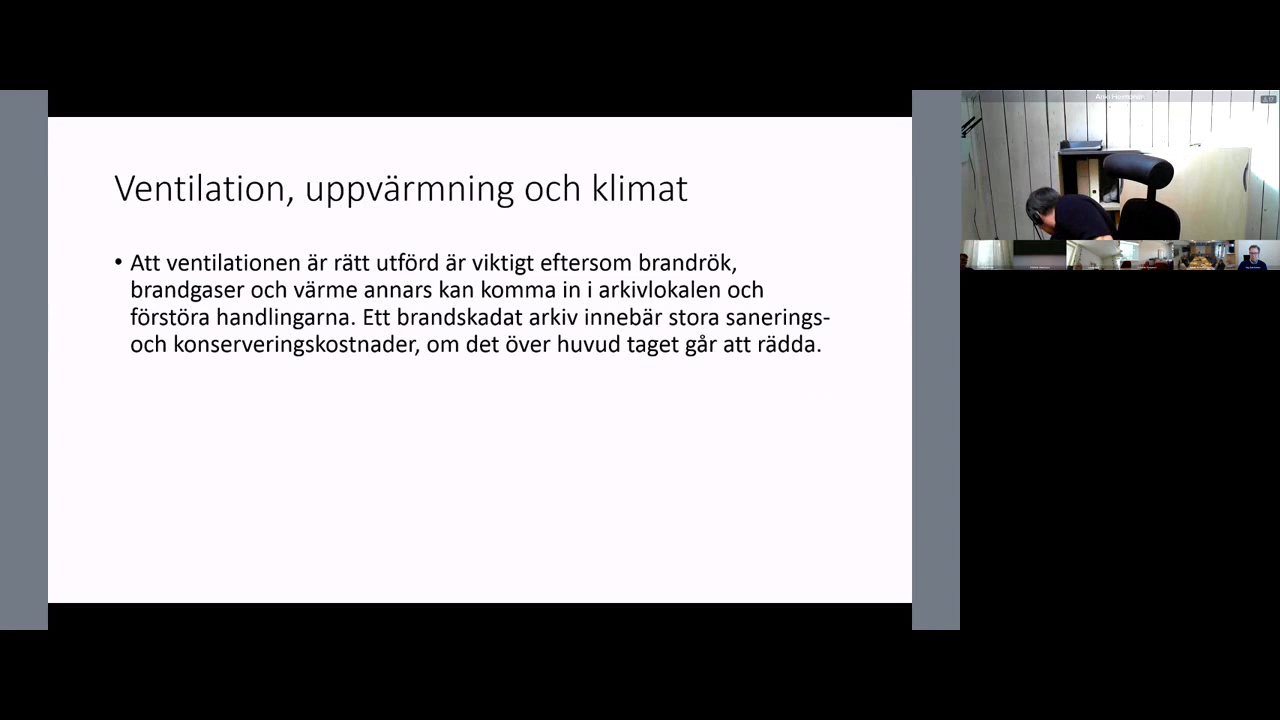 Ventilation, uppvärmning och klimat
• Att ventilationen är rätt utförd är viktigt eftersom brandrök,
brandgaser och värme annars kan komma in i arkivlokalen och
förstöra handlingarna. Ett brandskadat arkiv innebär stora sanerings-
och konserveringskostnader, om det över huvud taget går att rädda.